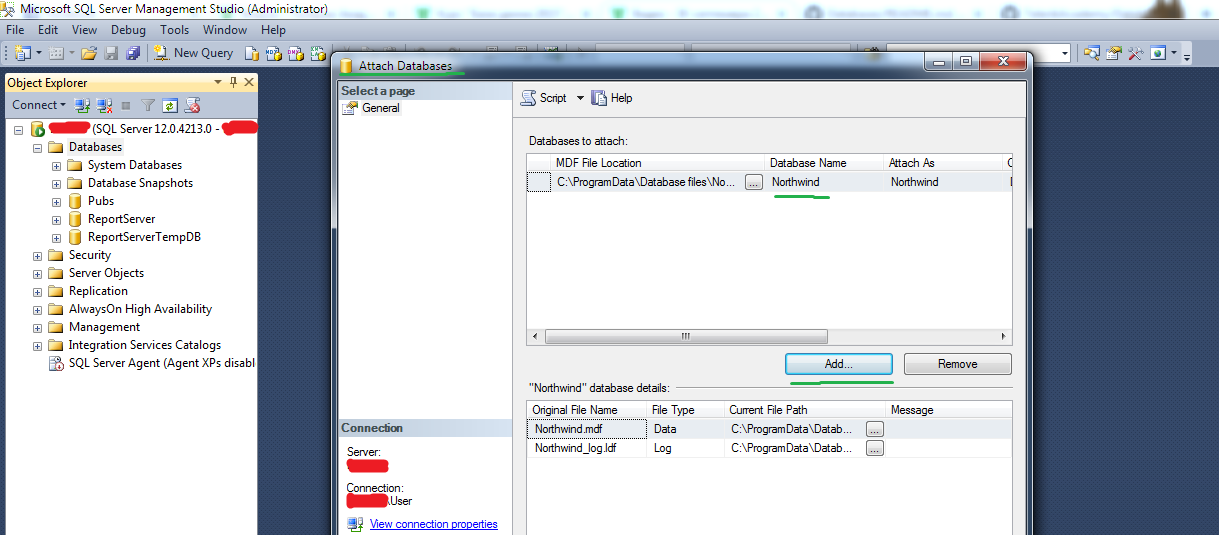 Microsoft SQL Server Management Studio (Administrator)
File Edit View Debug Tools Window Help
New Query
Object Explorer
Connect
(SQL Server 12.0.4213.0 -
Databases
System Databases
Database Snapshots
Pubs
ReportServer
ReportServerTempDB
Security
Server Objects
Replication
AlwaysOn High Availability
Management
Integration Services Catalogs
SQL Server Agent (Agent XPs disabl
Attach Databases
Select a page
General
Connection
Server:
Connection:
\User
View connection properties
Script Help
Databases to attach:
MDF File Location Database Name Attach As
C:\ProgramData\Database files\No... ... Northwind Northwind
Add... Remove
"Northwind" database details:
Original File Name File Type Current File Path Message
Northwind.mdf Data C:\ProgramData\Datab... ...
Northwind_log.ldf Log C:\ProgramData\Datab... ...